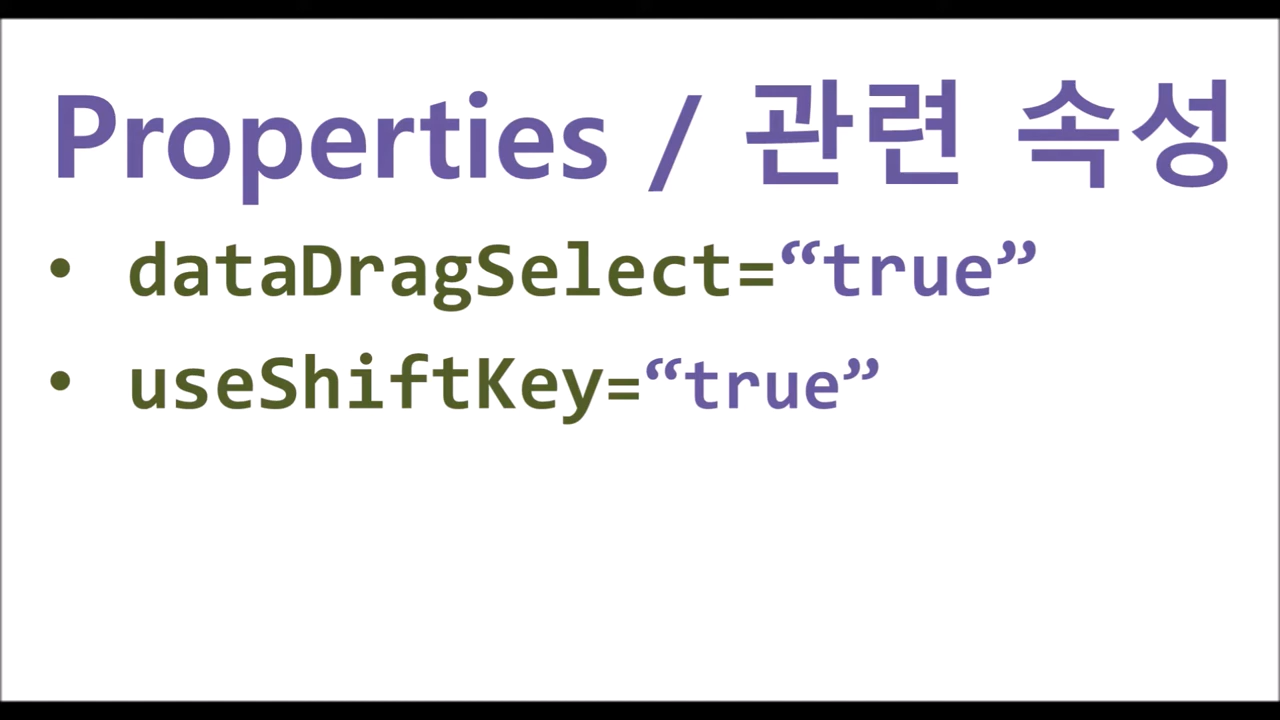 Properties / 관련 속성
• dataDragSelect=“true”
• useShiftKey=“true”